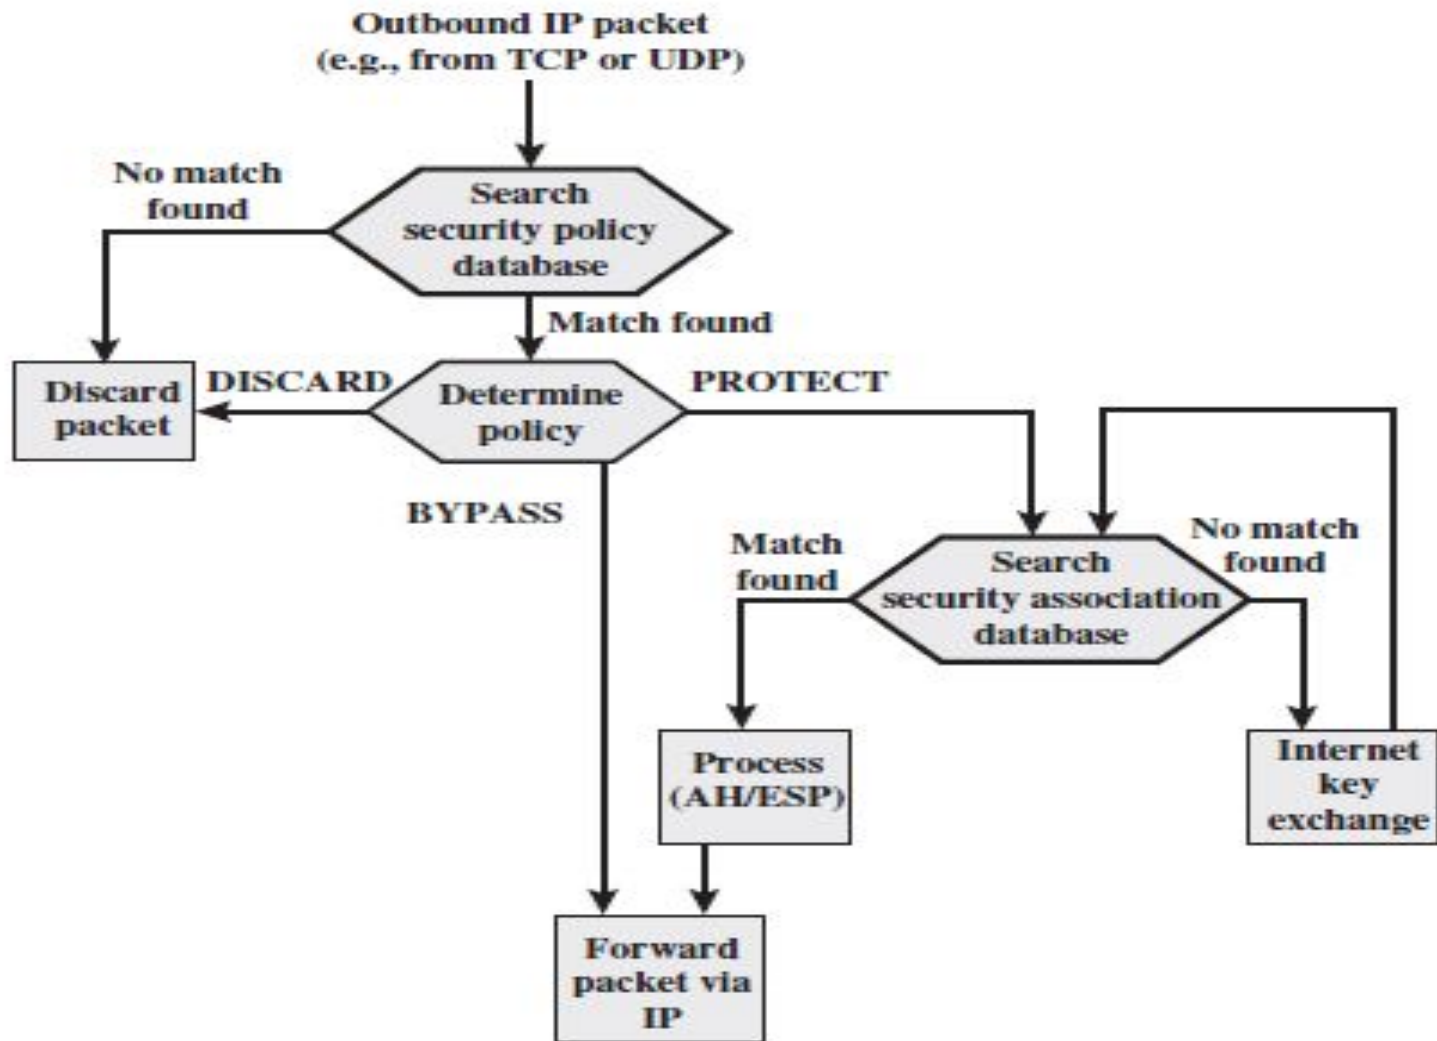 Outbound IP packet
(e.g., from TCP or UDP)
No match
found
Search
security policy
database
Match found
Discard
packet
DISCARD
Determine
policy
PROTECT
BYPASS
Match
found
Search
security association
database
No match
found
Process
(AH/ESP)
Internet
key
exchange
Forward
packet via
IP